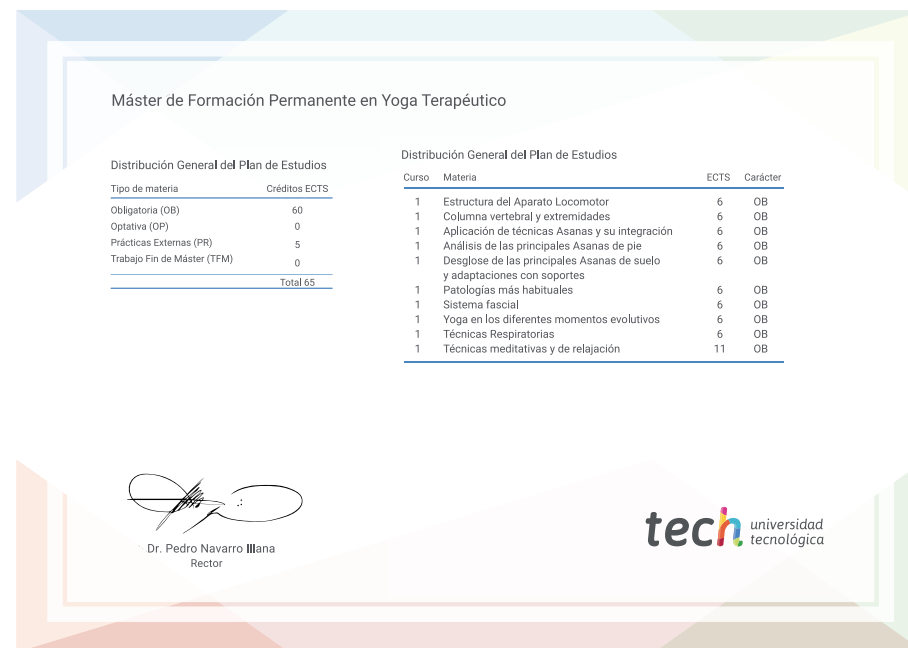 Máster de Formación Permanente en Yoga Terapéutico
Distribución General del Plan de Estudios
Tipo de materia Créditos ECTS
Obligatoria (OB) 60
Optativa (OP) 0
Prácticas Externas (PR) 5
Trabajo Fin de Máster (TFM) 0
Total 65
Distribución General del Plan de Estudios
Curso Materia ECTS Carácter
1 Estructura del Aparato Locomotor 6 OB
1 Columna vertebral y extremidades 6 OB
1 Aplicación de técnicas Asanas y su integración 6 OB
1 Análisis de las principales Asanas de pie 6 OB
1 Desglose de las principales Asanas de suelo 6 OB
y adaptaciones con soportes
1 Patologías más habituales 6 OB
1 Sistema fascial 6 OB
1 Yoga en los diferentes momentos evolutivos 6 OB
1 Técnicas Respiratorias 6 OB
1 Técnicas meditativas y de relajación 11 OB
Dr. Pedro Navarro Illana
Rector
tech universidad
tecnológica